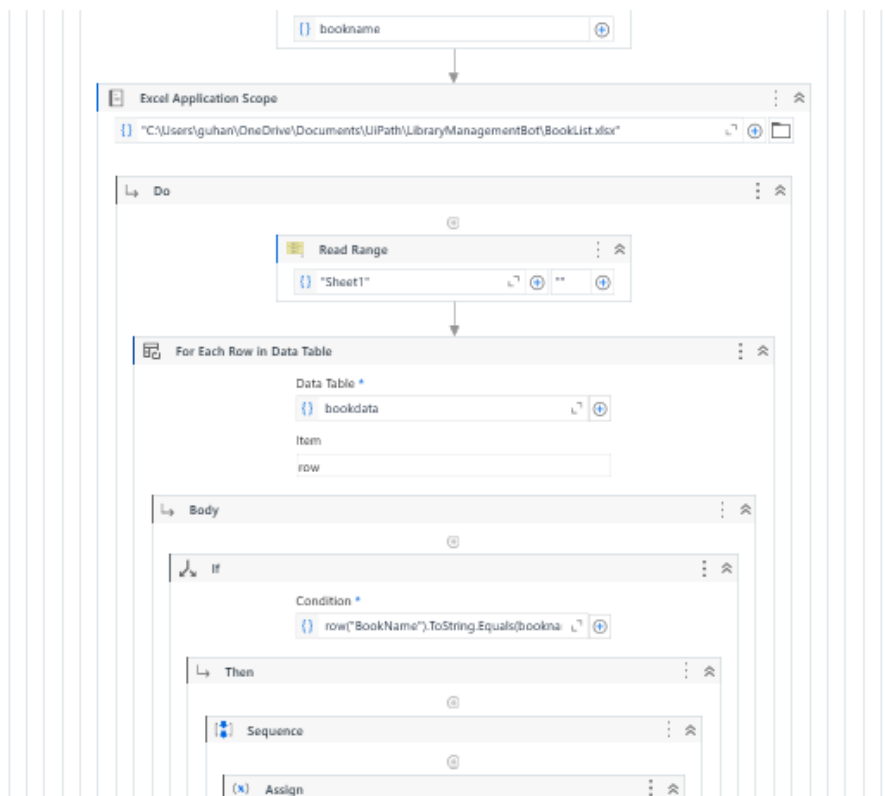 bookname
Excel Application Scope
"C:\Users\guhan\OneDrive\Documents\UiPath\LibraryManagementBot\BookList.xlsx"
Do
Read Range
"Sheet1" ""
For Each Row in Data Table
Data Table *
bookdata
Item
row
Body
If
Condition *
row("BookName").ToString.Equals(bookna
Then
Sequence
Assign